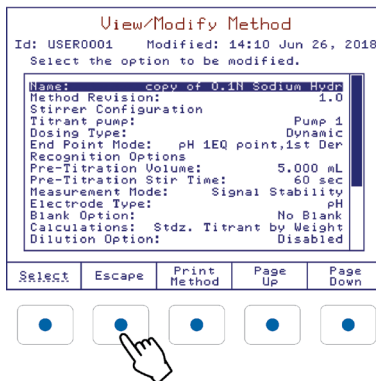 View/Modify Method
Id: USER0001 Modified: 14:10 Jun 26, 2018
Select the option to be modified.
Name: copy of 0.1N Sodium Hydr
Method Revision: 1.0
Stirrer Configuration
Titrant pump: Pump 1
Dosing Type: Dynamic
End Point Mode: pH 1EQ point,1st Der
Recognition Options
Pre-Titration Volume: 5.000 mL
Pre-Titration Stir Time: 60 sec
Measurement Mode: Signal Stability
Electrode Type: pH
Blank Option: No Blank
Calculations: Stdz. Titrant by Weight
Dilution Option: Disabled
Select Escape Print Method Page Up Page Down